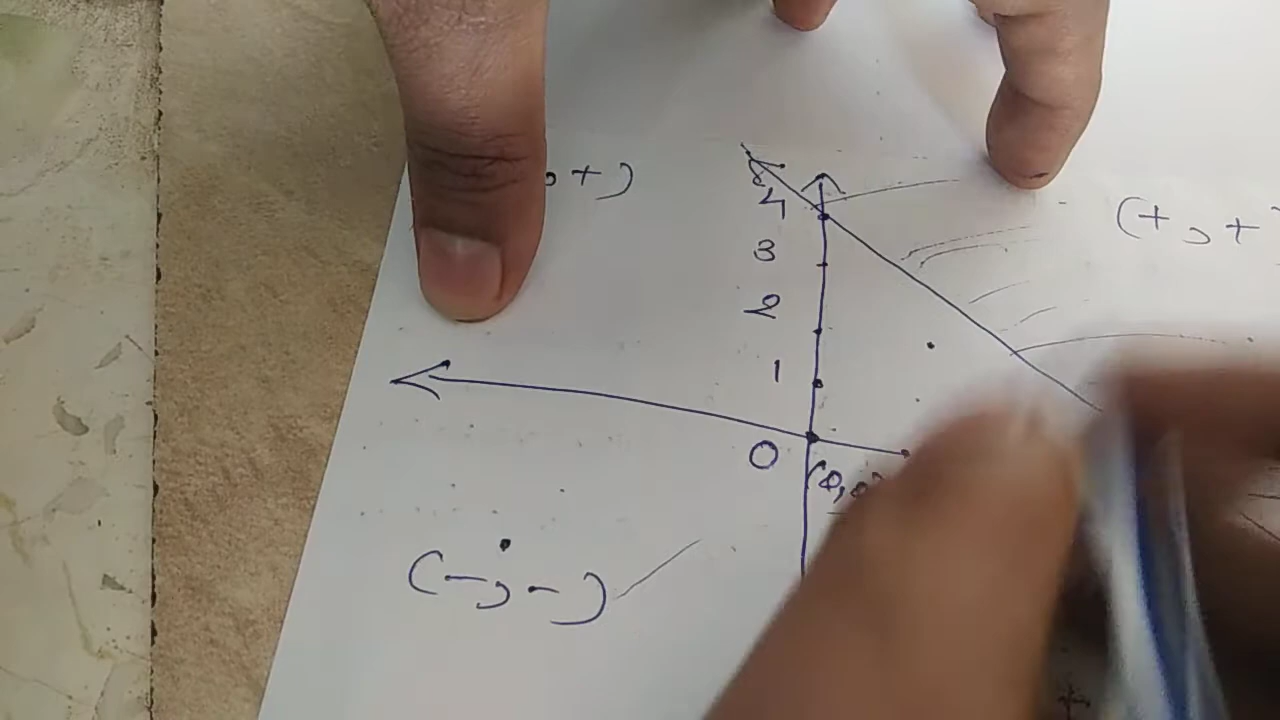 , + )
4
(+ , +
3
2
1
0
(0,0)
(- , - )